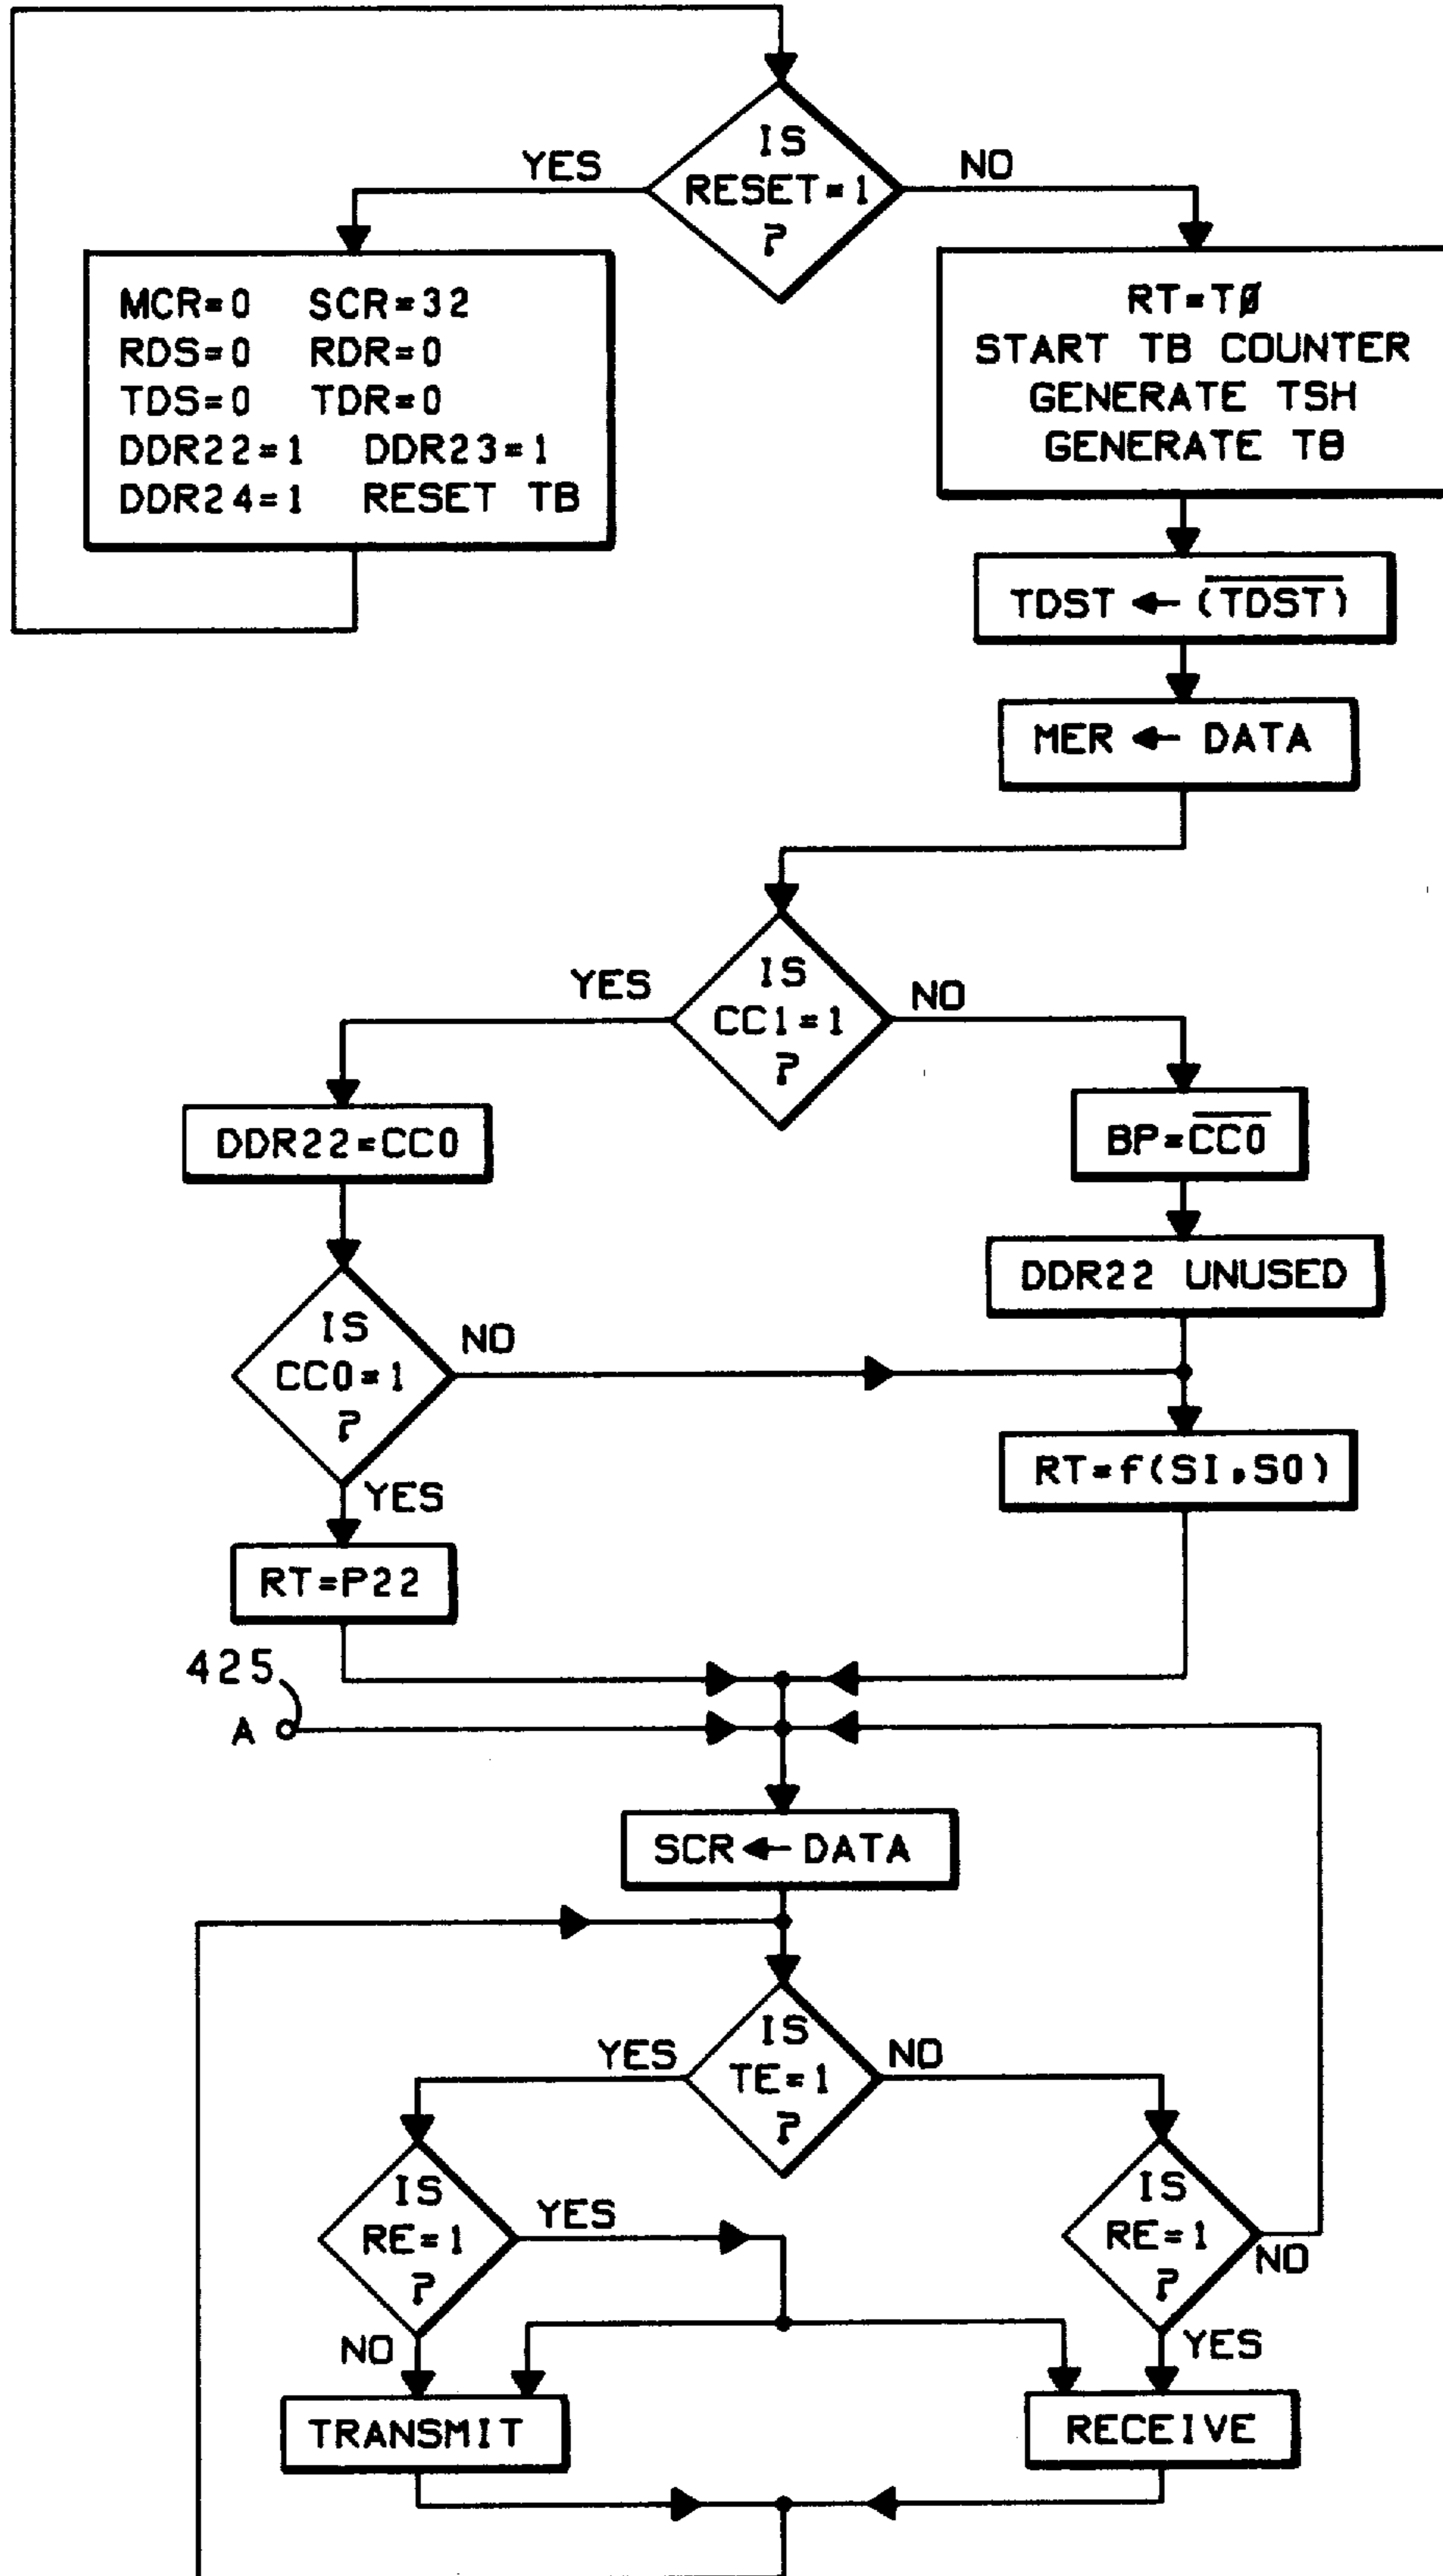 IS
RESET=1
?
YES
NO
MCR=0 SCR=32
RDS=0 RDR=0
TDS=0 TDR=0
DDR22=1 DDR23=1
DDR24=1 RESET TB
RT=TØ
START TB COUNTER
GENERATE TSH
GENERATE TB
TDST ← (T̅D̅S̅T̅)
MER ← DATA
IS
CC1=1
?
YES
NO
DDR22=CC0
BP=C̅C̅0̅
DDR22 UNUSED
IS
CC0=1
?
NO
YES
RT=f(SI,S0)
RT=P22
425
A
SCR ← DATA
IS
TE=1
?
YES
NO
IS
RE=1
?
YES
NO
IS
RE=1
?
NO
YES
TRANSMIT
RECEIVE